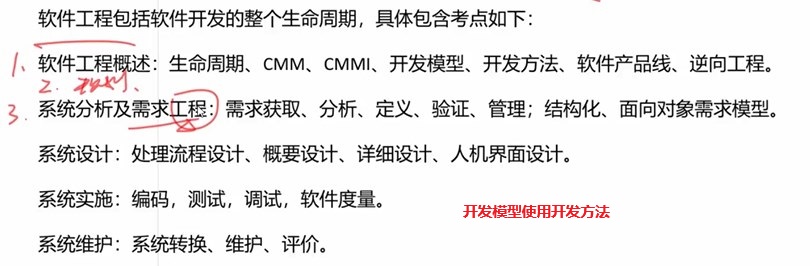 软件工程包括软件开发的整个生命周期，具体包含考点如下：
1、软件工程概述：生命周期、CMM、CMMI、开发模型、开发方法、软件产品线、逆向工程。
2、规划、
3、系统分析及需求工程：需求获取、分析、定义、验证、管理；结构化、面向对象需求模型。
系统设计：处理流程设计、概要设计、详细设计、人机界面设计。
系统实施：编码，测试，调试，软件度量。
开发模型使用开发方法
系统维护：系统转换、维护、评价。